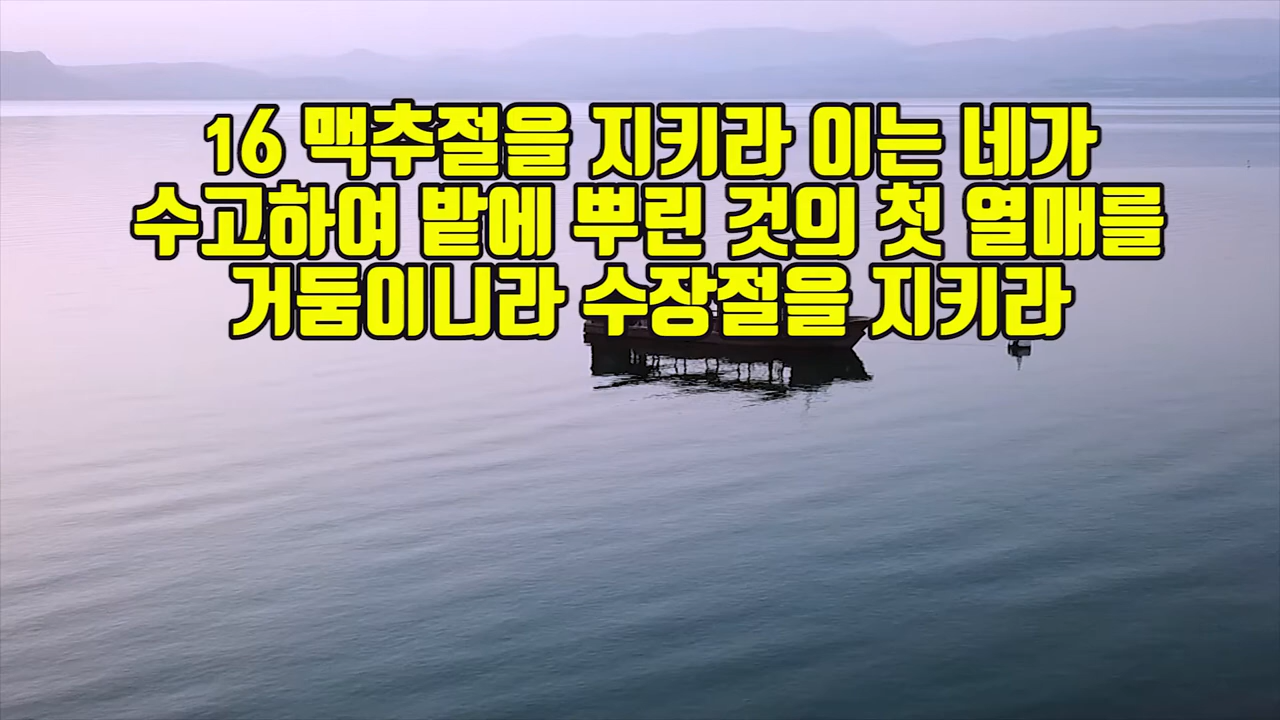 16 맥추절을 지키라 이는 네가
수고하여 밭에 뿌린 것의 첫 열매를
거둠이니라 수장절을 지키라